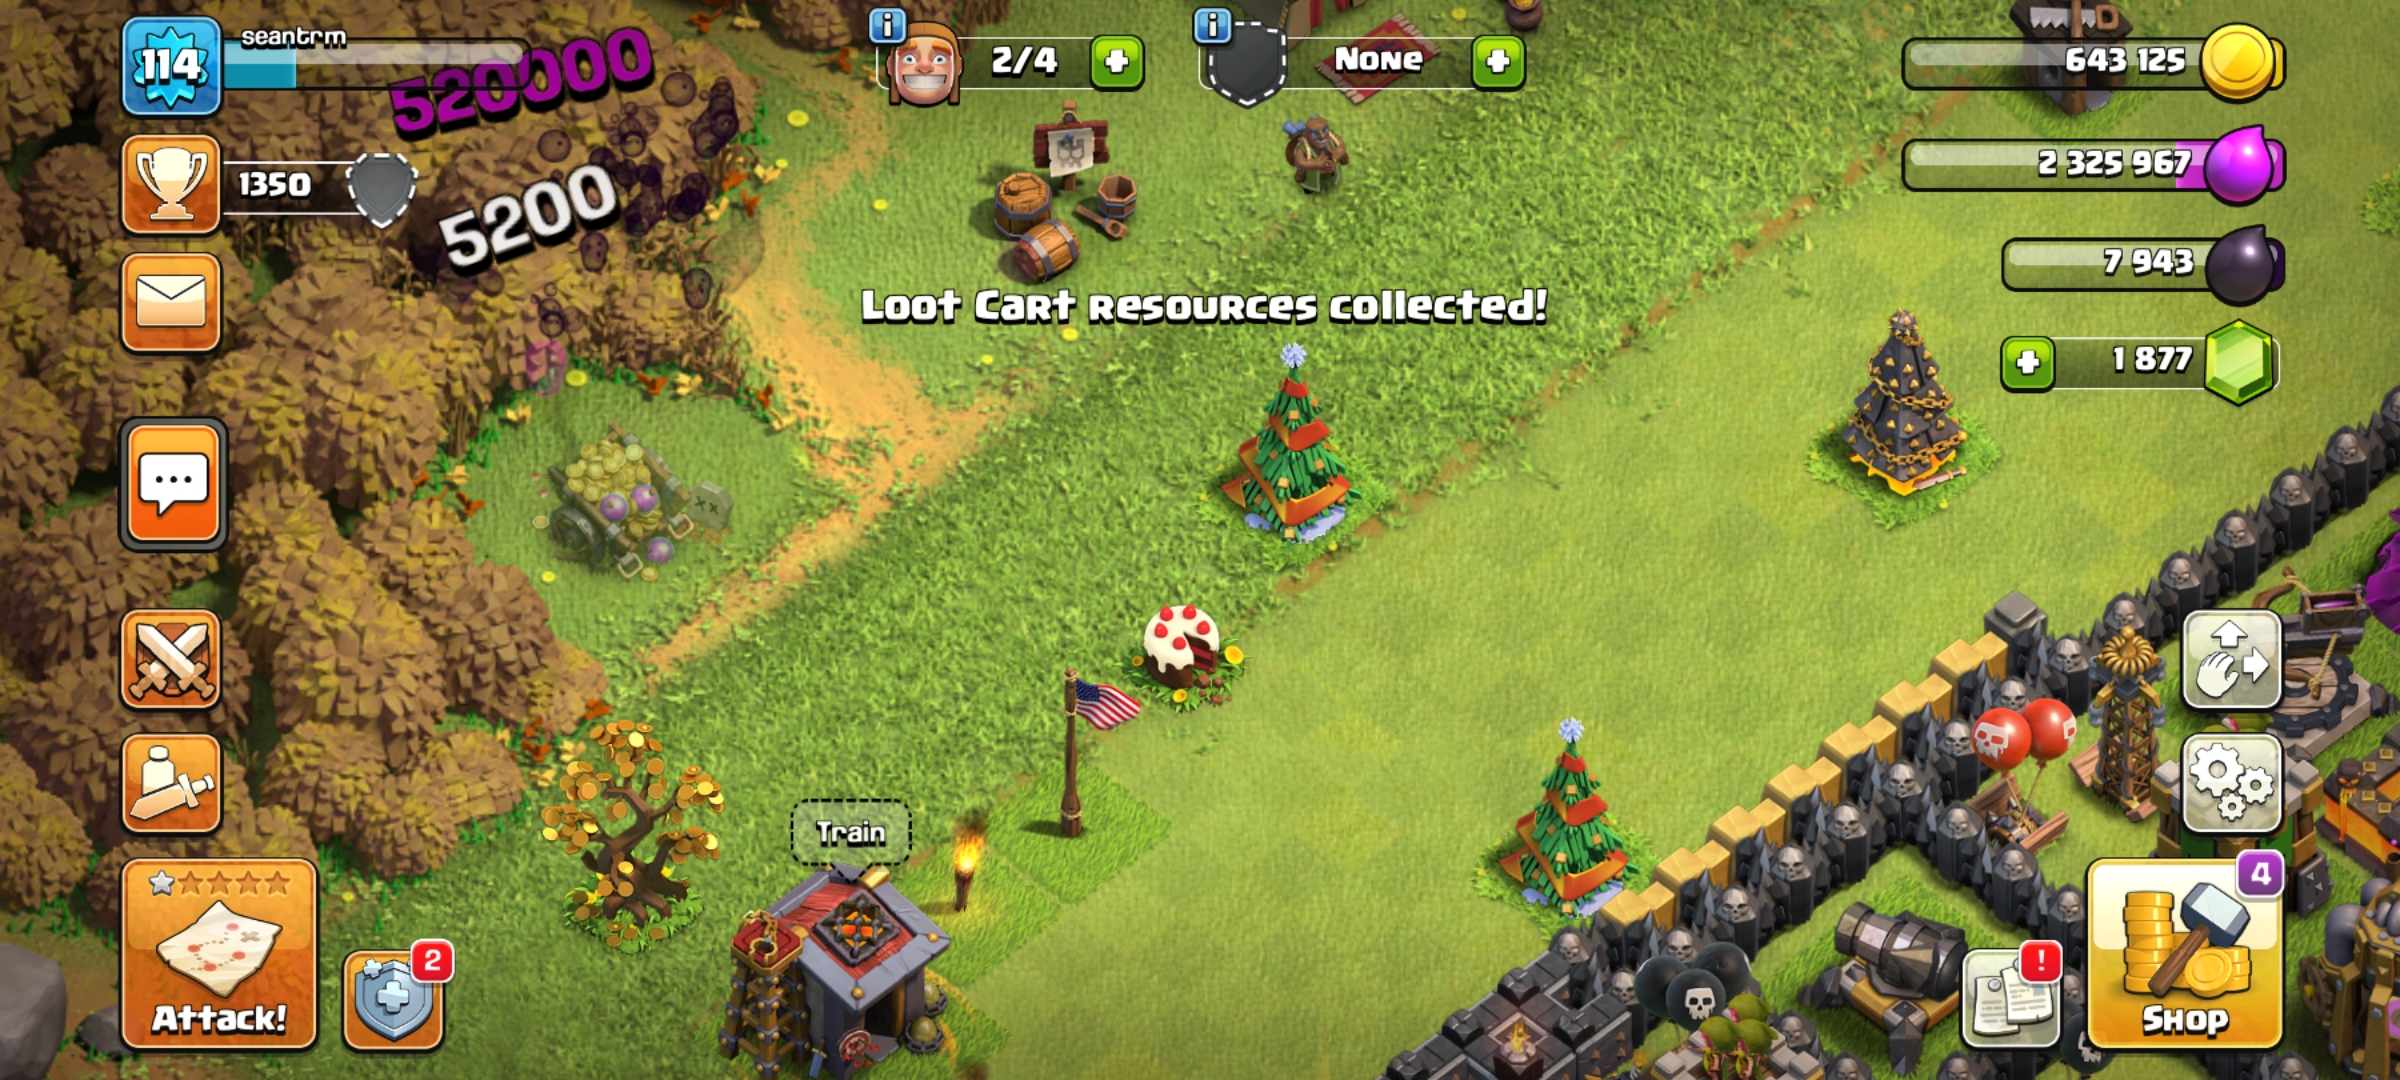 114
seantrm
520000
2/4
None
643 125
1350
5200
2 325 967
7 943
Loot Cart resources collected!
1 877
Train
4
2
!
Attack!
Shop